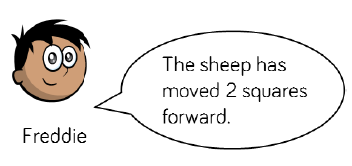 The sheep has
moved 2 squares
forward.
Freddie